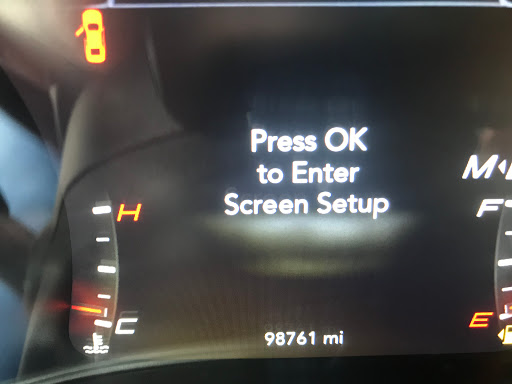 Press OK
to Enter
Screen Setup
H
F
C
E
98761 mi